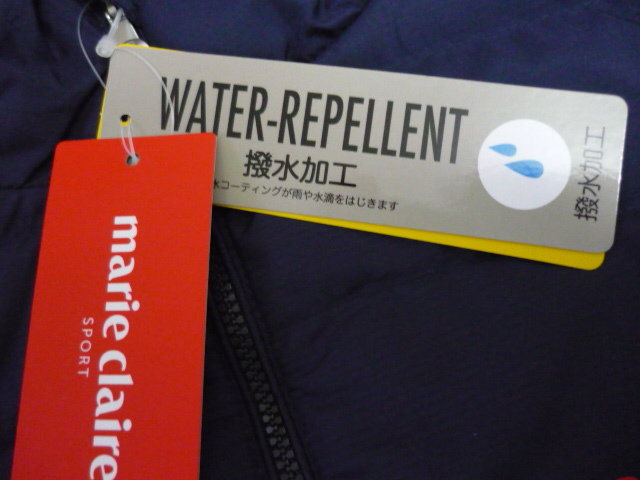 WATER-REPELLENT
撥水加工
水コーティングが雨や水滴をはじきます
撥水加工
marie claire
SPORT